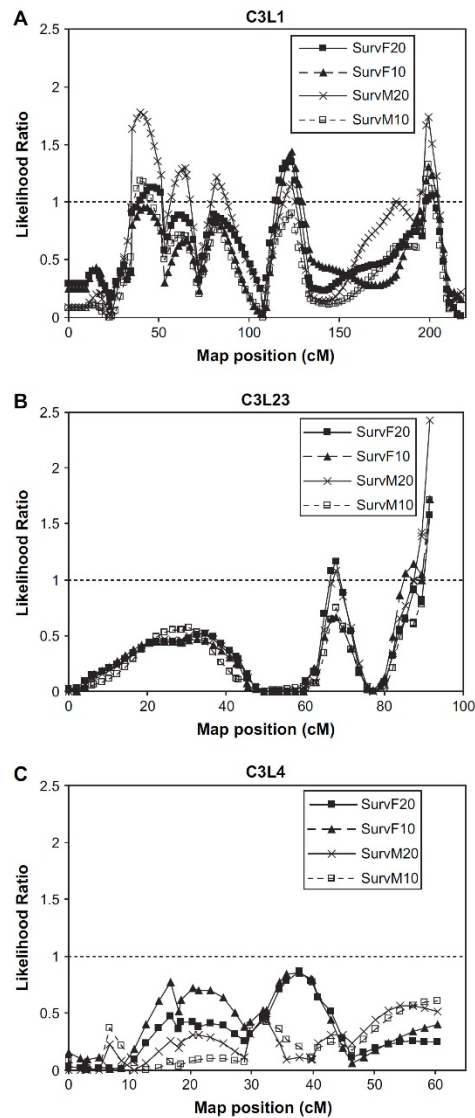 A
C3L1
SurvF20
SurvF10
SurvM20
SurvM10
2.5
2
1.5
1
0.5
0
Likelihood Ratio
0 50 100 150 200
Map position (cM)
B
C3L23
SurvF20
SurvF10
SurvM20
SurvM10
2.5
2
1.5
1
0.5
0
Likelihood Ratio
0 20 40 60 80 100
Map position (cM)
C
C3L4
SurvF20
SurvF10
SurvM20
SurvM10
2.5
2
1.5
1
0.5
0
Likelihood Ratio
0 10 20 30 40 50 60
Map position (cM)